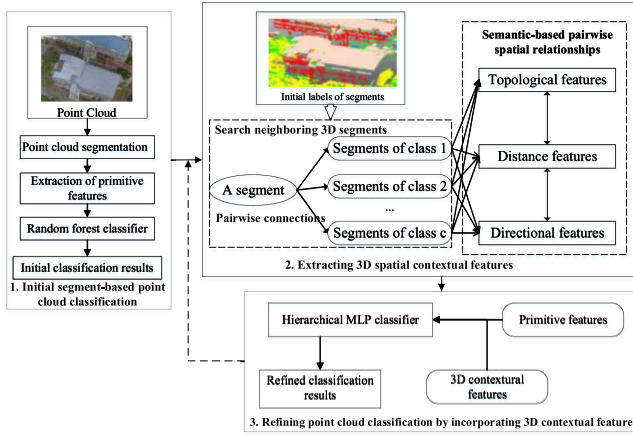 Point Cloud
Point cloud segmentation
Extraction of primitive
features
Random forest classifier
Initial classification results
1. Initial segment-based point
cloud classification
Initial labels of segments
Search neighboring 3D segments
A segment
Pairwise connections
Segments of class 1
Segments of class 2
...
Segments of class c
Semantic-based pairwise
spatial relationships
Topological features
Distance features
Directional features
2. Extracting 3D spatial contextual features
Hierarchical MLP classifier
Primitive features
Refined classification
results
3D contextural
features
3. Refining point cloud classification by incorporating 3D contextual feature